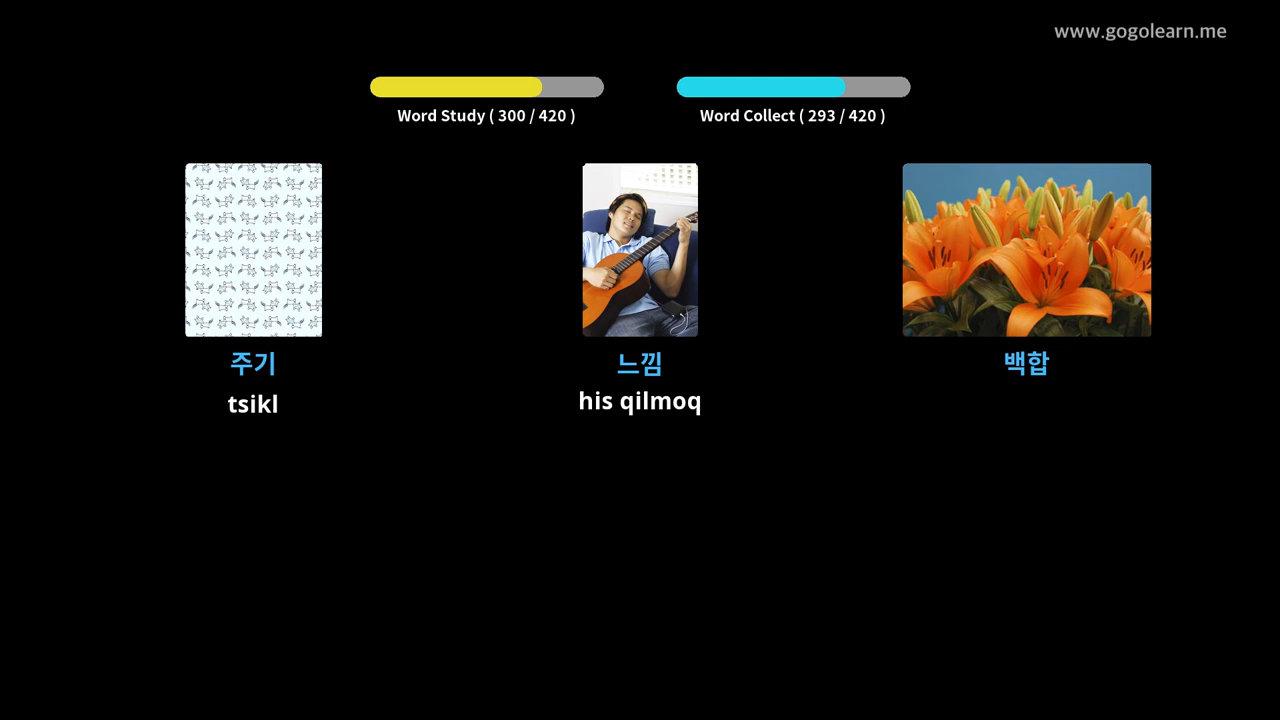 www.gogolearn.me
Word Study ( 300 / 420 )
Word Collect ( 293 / 420 )
주기
느낌
백합
tsikl
his qilmoq